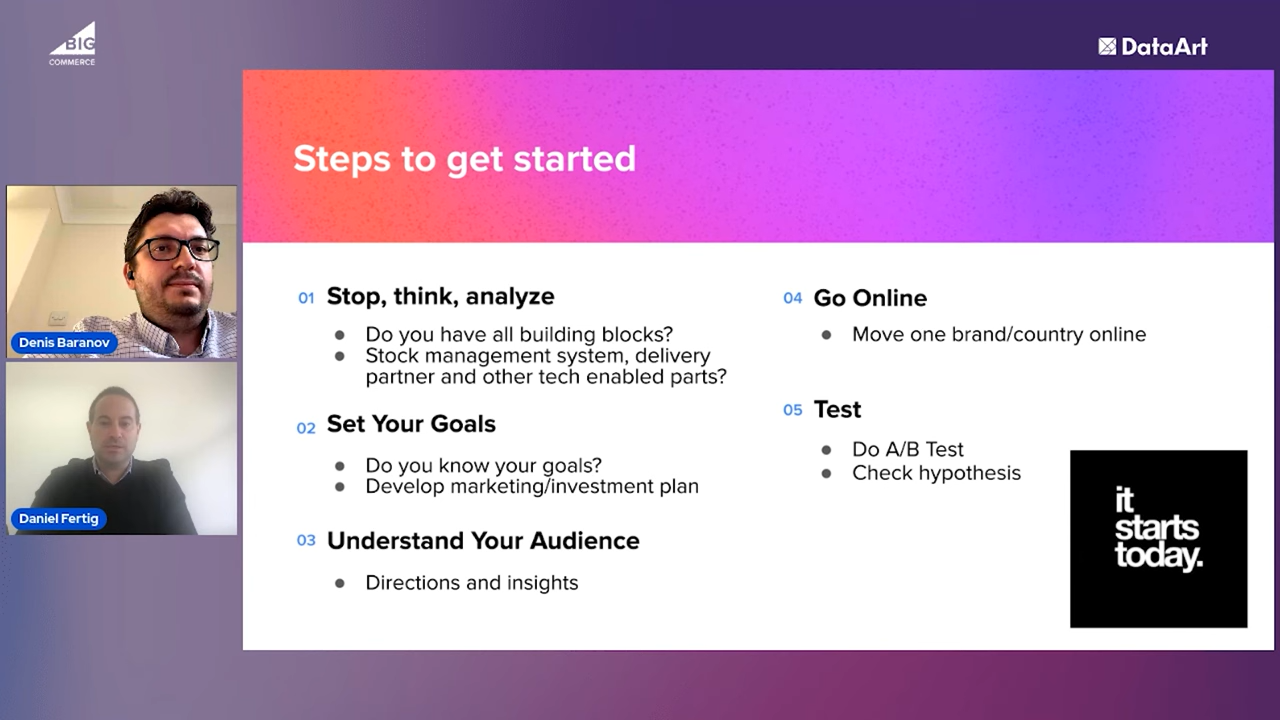 BIG
COMMERCE
DataArt
Steps to get started
01 Stop, think, analyze
● Do you have all building blocks?
● Stock management system, delivery
partner and other tech enabled parts?
02 Set Your Goals
● Do you know your goals?
● Develop marketing/investment plan
03 Understand Your Audience
● Directions and insights
04 Go Online
● Move one brand/country online
05 Test
● Do A/B Test
● Check hypothesis
it
starts
today.
Denis Baranov
Daniel Fertig